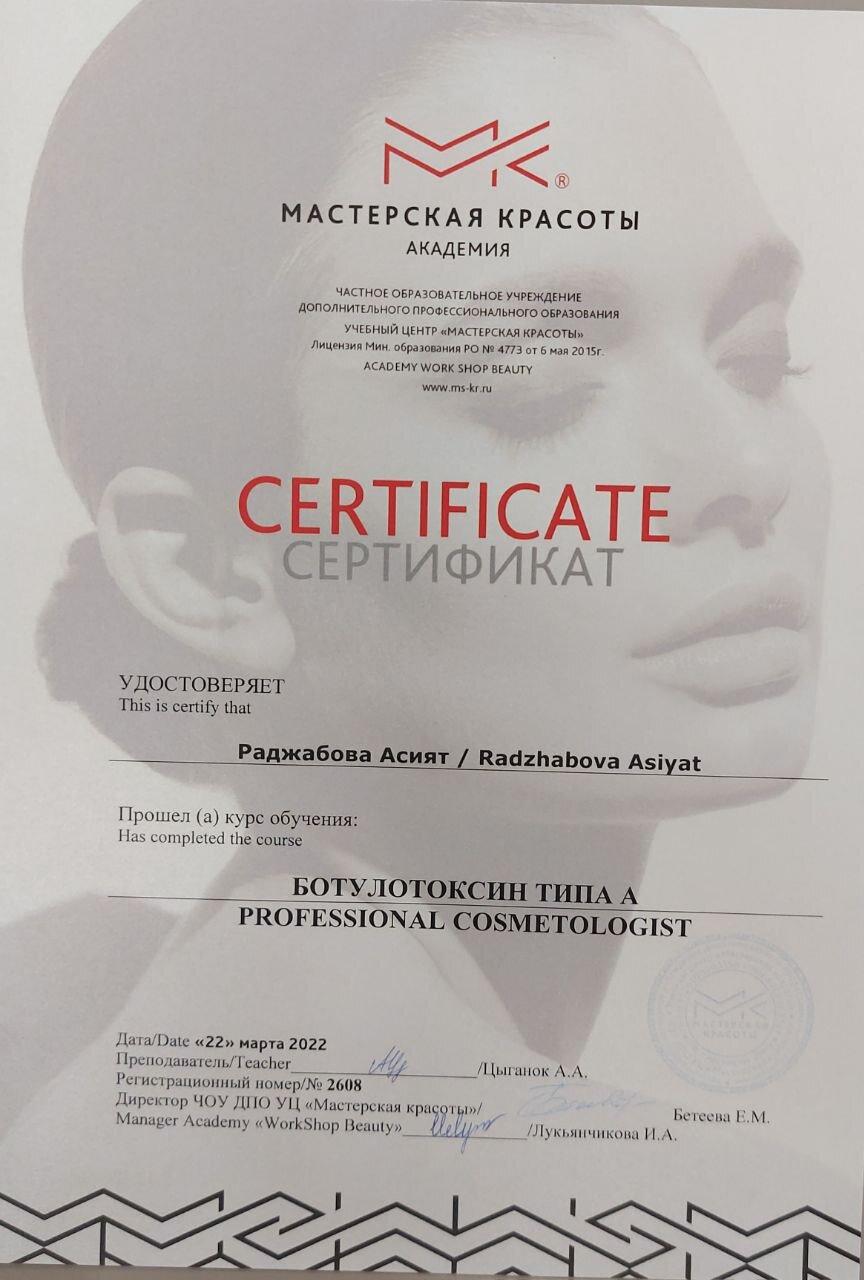 МК®
МАСТЕРСКАЯ КРАСОТЫ
АКАДЕМИЯ
ЧАСТНОЕ ОБРАЗОВАТЕЛЬНОЕ УЧРЕЖДЕНИЕ
ДОПОЛНИТЕЛЬНОГО ПРОФЕССИОНАЛЬНОГО ОБРАЗОВАНИЯ
УЧЕБНЫЙ ЦЕНТР «МАСТЕРСКАЯ КРАСОТЫ»
Лицензия Мин. образования РО № 4773 от 6 мая 2015г.
ACADEMY WORK SHOP BEAUTY
www.ms-kr.ru
CERTIFICATE
СЕРТИФИКАТ
УДОСТОВЕРЯЕТ
This is certify that
Раджабова Асият / Radzhabova Asiyat
Прошел (а) курс обучения:
Has completed the course
БОТУЛОТОКСИН ТИПА А
PROFESSIONAL COSMETOLOGIST
Дата/Date «22» марта 2022
Преподаватель/Teacher /Цыганок А.А.
Регистрационный номер/№ 2608
Директор ЧОУ ДПО УЦ «Мастерская красоты»/ Бетеева Е.М.
Manager Academy «WorkShop Beauty» /Лукьянчикова И.А.
МАСТЕРСКАЯ
КРАСОТЫ